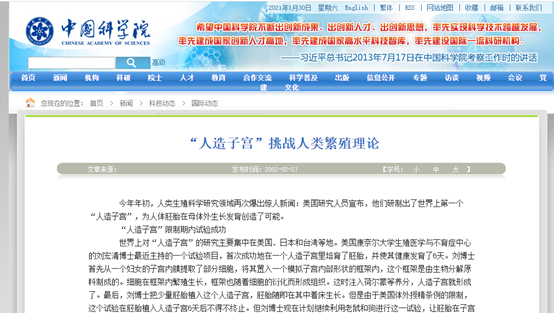 2021年1月30日 星期六 English | 繁体 | RSS | 网站地图 | 收藏 | 邮箱 | 联系我们
中国科学院
CHINESE ACADEMY OF SCIENCES
希望中国科学院不断出创新成果、出创新人才、出创新思想，率先实现科学技术跨越发展，
率先建成国家创新人才高地，率先建成国家高水平科技智库，率先建设国际一流科研机构。
——习近平总书记2013年7月17日在中国科学院考察工作时的讲话
高级
首页 新闻 机构 科研 院士 人才 教育 合作交流 科学普及 出版 信息公开 专题 访谈 视频 会议 党
建 文化
您现在的位置： 首页 > 新闻 > 科技动态 > 国际动态
“人造子宫”挑战人类繁殖理论
文章来源： 发布时间：2002-02-27 【字号： 小 中 大 】
今年年初，人类生殖科学研究领域再次爆出惊人新闻：美国研究人员宣布，他们研制出了世界上第一个
“人造子宫”，为人体胚胎在母体外生长发育创造了可能。
“人造子宫”限制期内试验成功
世界上对“人造子宫”的研究主要集中在美国、日本和台湾等地。美国康奈尔大学生殖医学与不育症中心
的刘宏清博士最近主持的一个试验项目，首次成功地在一个人造子宫里培育了胚胎，并使其健康发育了6天。刘博士
首先从一个妇女的子宫内膜提取了部分细胞，将其置入一个模拟子宫内部形状的框架内，这个框架是由生物分解原
料制成的。细胞在框架内繁殖生长，框架也随着细胞的衍化而形成组织。这时注入荷尔蒙等养分，人造子宫就形成
了。最后，刘博士把少量胚胎植入这个人造子宫，胚胎随即在其中着床生长。但是由于美国体外授精条例的限制，
这个试验在胚胎植入人造子宫6天后不得不终止。但刘博士现在计划继续利用老鼠和狗进行这一试验，让胚胎在子宫